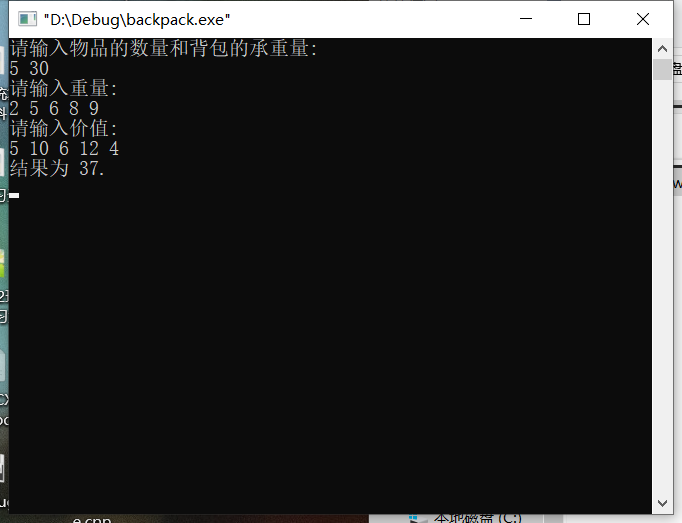 "D:\Debug\backpack.exe"
请输入物品的数量和背包的承重量:
5 30
请输入重量:
2 5 6 8 9
请输入价值:
5 10 6 12 4
结果为 37.
盘
w
e.cpp
本地磁盘 (C:)